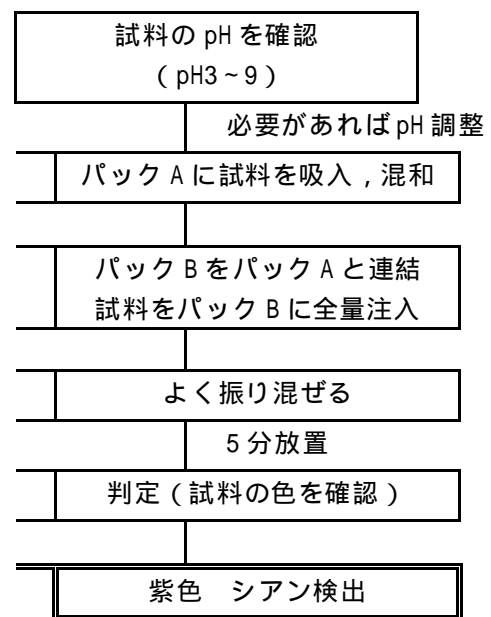 試料の pH を確認
( pH3 ~ 9 )
必要があれば pH 調整
パック A に試料を吸入 , 混和
パック B をパック A と連結
試料をパック B に全量注入
よく振り混ぜる
5 分放置
判定 ( 試料の色を確認 )
紫色　シアン検出